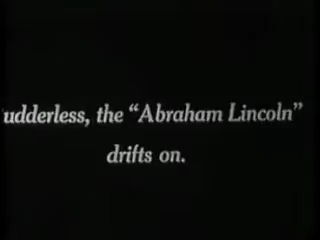 udderless, the “Abraham Lincoln”
drifts on.